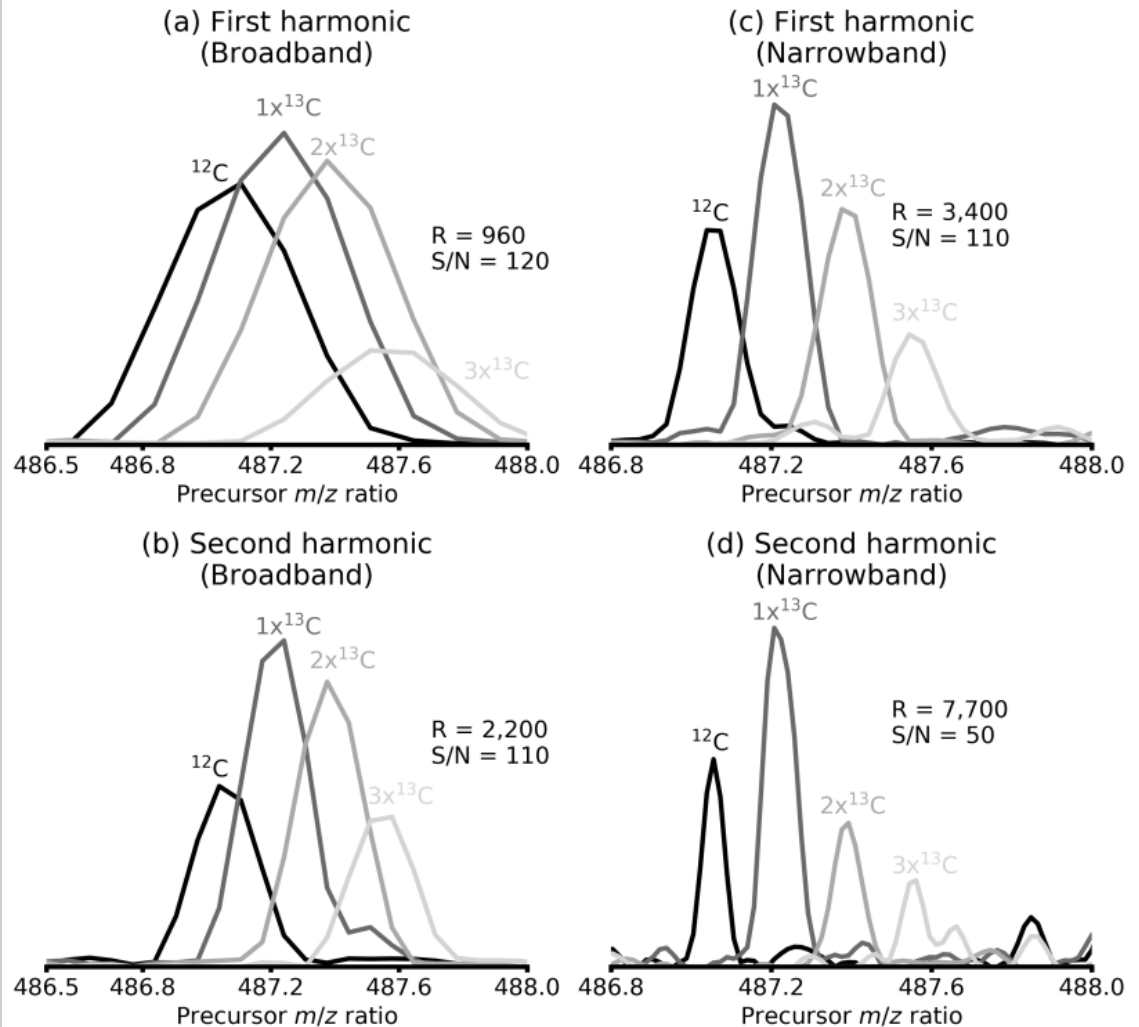 (a) First harmonic
(Broadband)
1x¹³C
2x¹³C
¹²C
R = 960
S/N = 120
3x¹³C
486.5 486.8 487.2 487.6 488.0
Precursor m/z ratio
(c) First harmonic
(Narrowband)
1x¹³C
2x¹³C
¹²C
R = 3,400
S/N = 110
3x¹³C
486.8 487.2 487.6 488.0
Precursor m/z ratio
(b) Second harmonic
(Broadband)
1x¹³C
2x¹³C
R = 2,200
S/N = 110
¹²C
3x¹³C
486.5 486.8 487.2 487.6 488.0
Precursor m/z ratio
(d) Second harmonic
(Narrowband)
1x¹³C
R = 7,700
S/N = 50
¹²C
2x¹³C
3x¹³C
486.8 487.2 487.6 488.0
Precursor m/z ratio